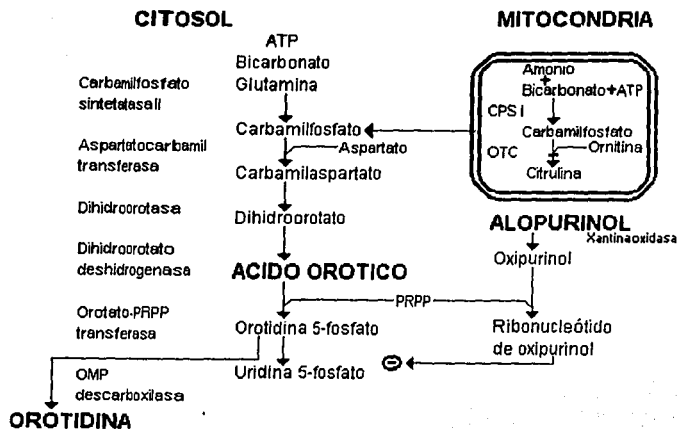 CITOSOL
MITOCONDRIA
ATP
Bicarbonato
Glutamina
Carbamilfosfato
sintetatasaII
Carbamilfosfato
Aspartato
Aspartatocarbamil
transferasa
Carbamilaspartato
Dihidroorotasa
Dihidroorotato
Dihidroorotato
deshidrogenasa
ACIDO OROTICO
PRPP
Orotato-PRPP
transferasa
Orotidina 5-fosfato
OMP
descarboxilasa
Uridina 5-fosfato
OROTIDINA
Amonio
+
Bicarbonato+ATP
CPS I
Carbamilfosfato
Ornitina
OTC
Citrulina
ALOPURINOL
Xantinaoxidasa
Oxipurinol
Ribonucleótido
de oxipurinol